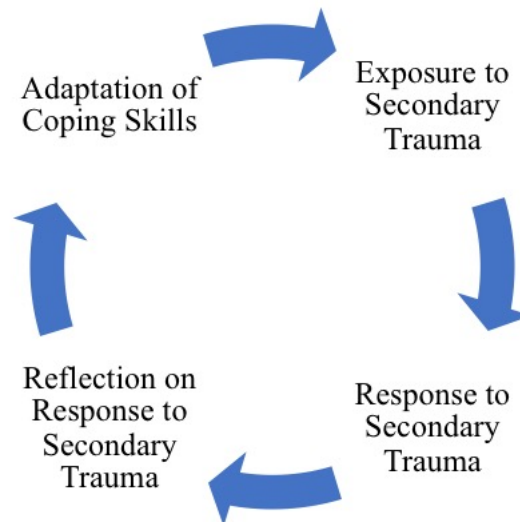 Adaptation of
Coping Skills
Exposure to
Secondary
Trauma
Response to
Secondary
Trauma
Reflection on
Response to
Secondary
Trauma